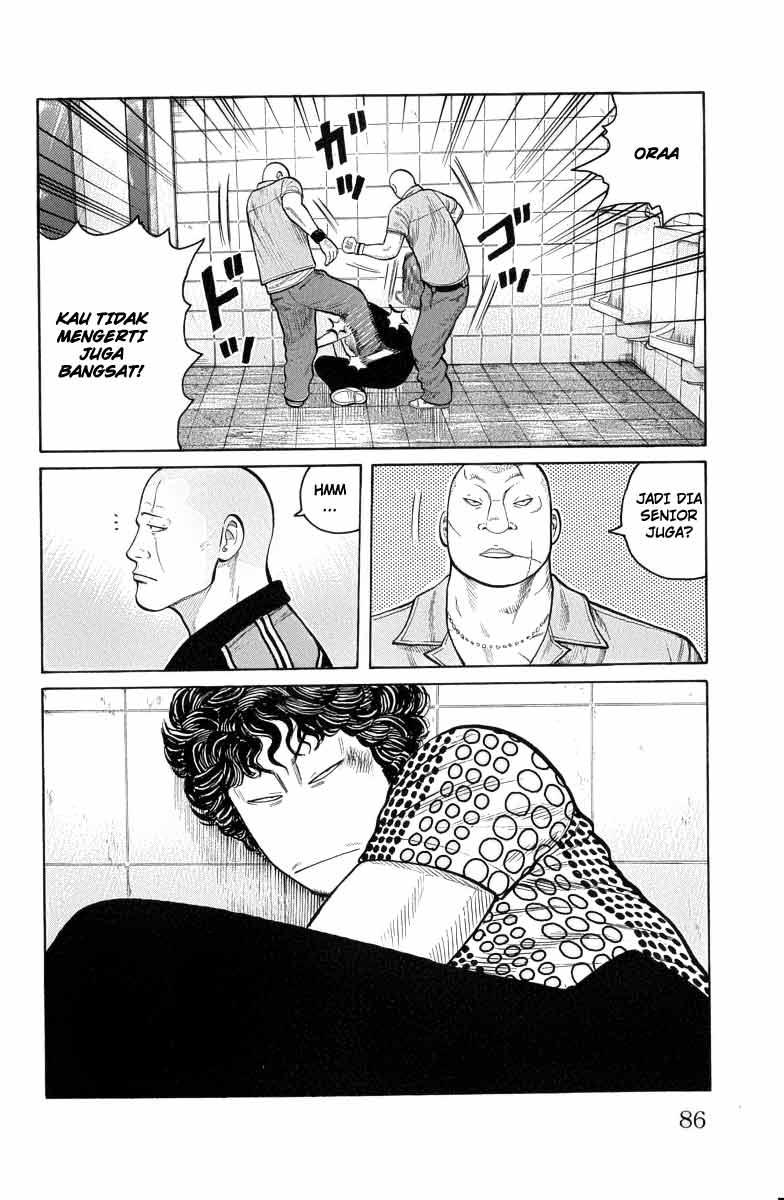 ORAA
ガッ
ゴッ
ドッ
KAU TIDAK
MENGERTI
JUGA
BANGSAT!
JADI DIA
SENIOR
JUGA?
HMM
...
...
86